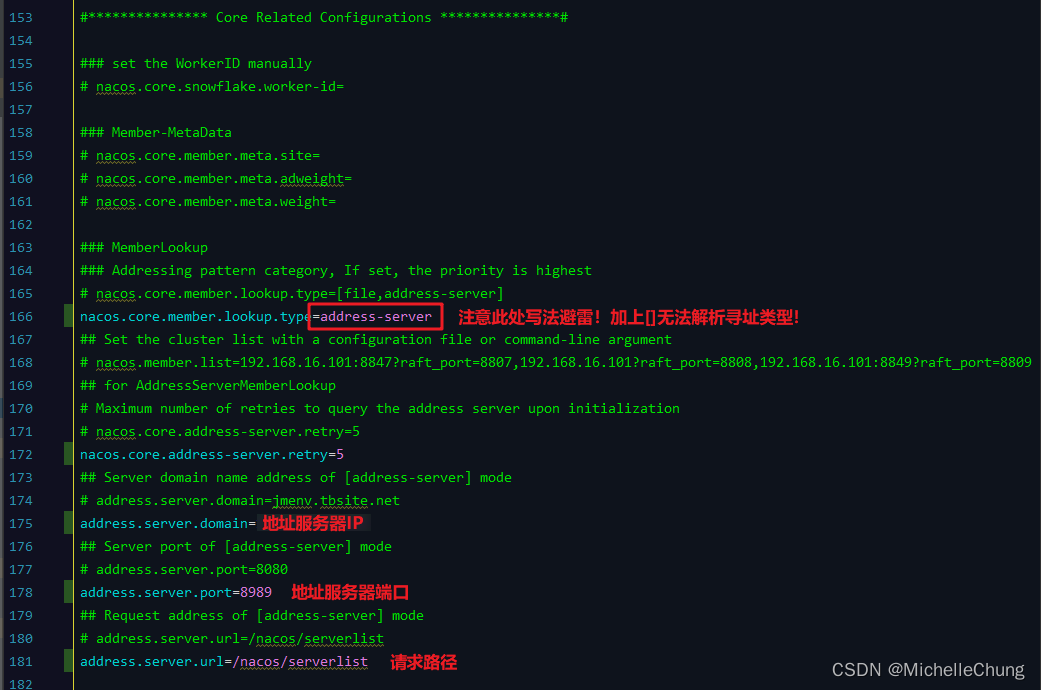 153 #*************** Core Related Configurations ***************#
154
155 ### set the WorkerID manually
156 # nacos.core.snowflake.worker-id=
157
158 ### Member-MetaData
159 # nacos.core.member.meta.site=
160 # nacos.core.member.meta.adweight=
161 # nacos.core.member.meta.weight=
162
163 ### MemberLookup
164 ### Addressing pattern category, If set, the priority is highest
165 # nacos.core.member.lookup.type=[file,address-server]
166 nacos.core.member.lookup.type=address-server 注意此处写法避雷！加上[]无法解析寻址类型!
167 ## Set the cluster list with a configuration file or command-line argument
168 # nacos.member.list=192.168.16.101:8847?raft_port=8807,192.168.16.101?raft_port=8808,192.168.16.101:8849?raft_port=8809
169 ## for AddressServerMemberLookup
170 # Maximum number of retries to query the address server upon initialization
171 # nacos.core.address-server.retry=5
172 nacos.core.address-server.retry=5
173 ## Server domain name address of [address-server] mode
174 # address.server.domain=jmenv.tbsite.net
175 address.server.domain= 地址服务器IP
176 ## Server port of [address-server] mode
177 # address.server.port=8080
178 address.server.port=8989 地址服务器端口
179 ## Request address of [address-server] mode
180 # address.server.url=/nacos/serverlist
181 address.server.url=/nacos/serverlist 请求路径
182
CSDN @MichelleChung